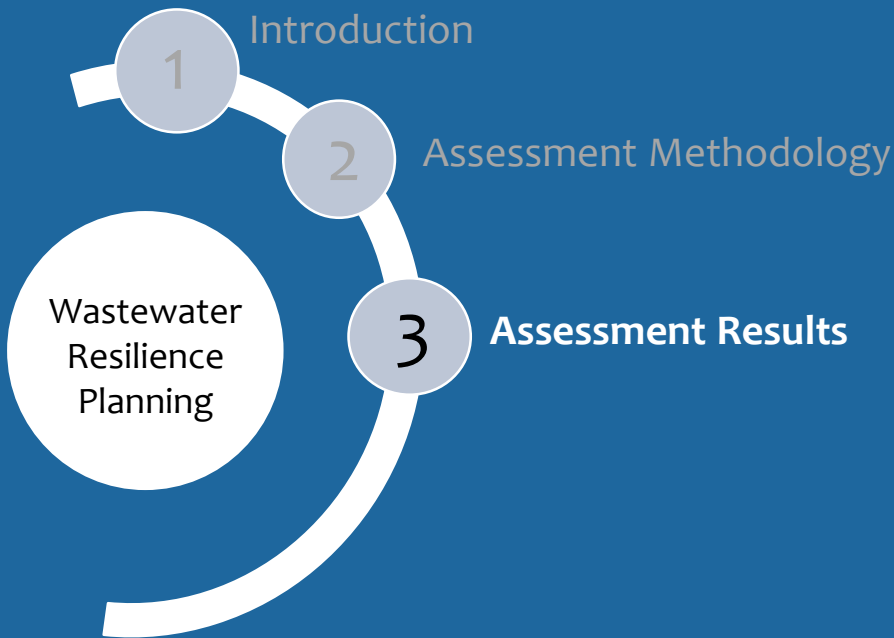 Introduction
1
2
Assessment Methodology
Wastewater
Resilience
Planning
3
Assessment Results